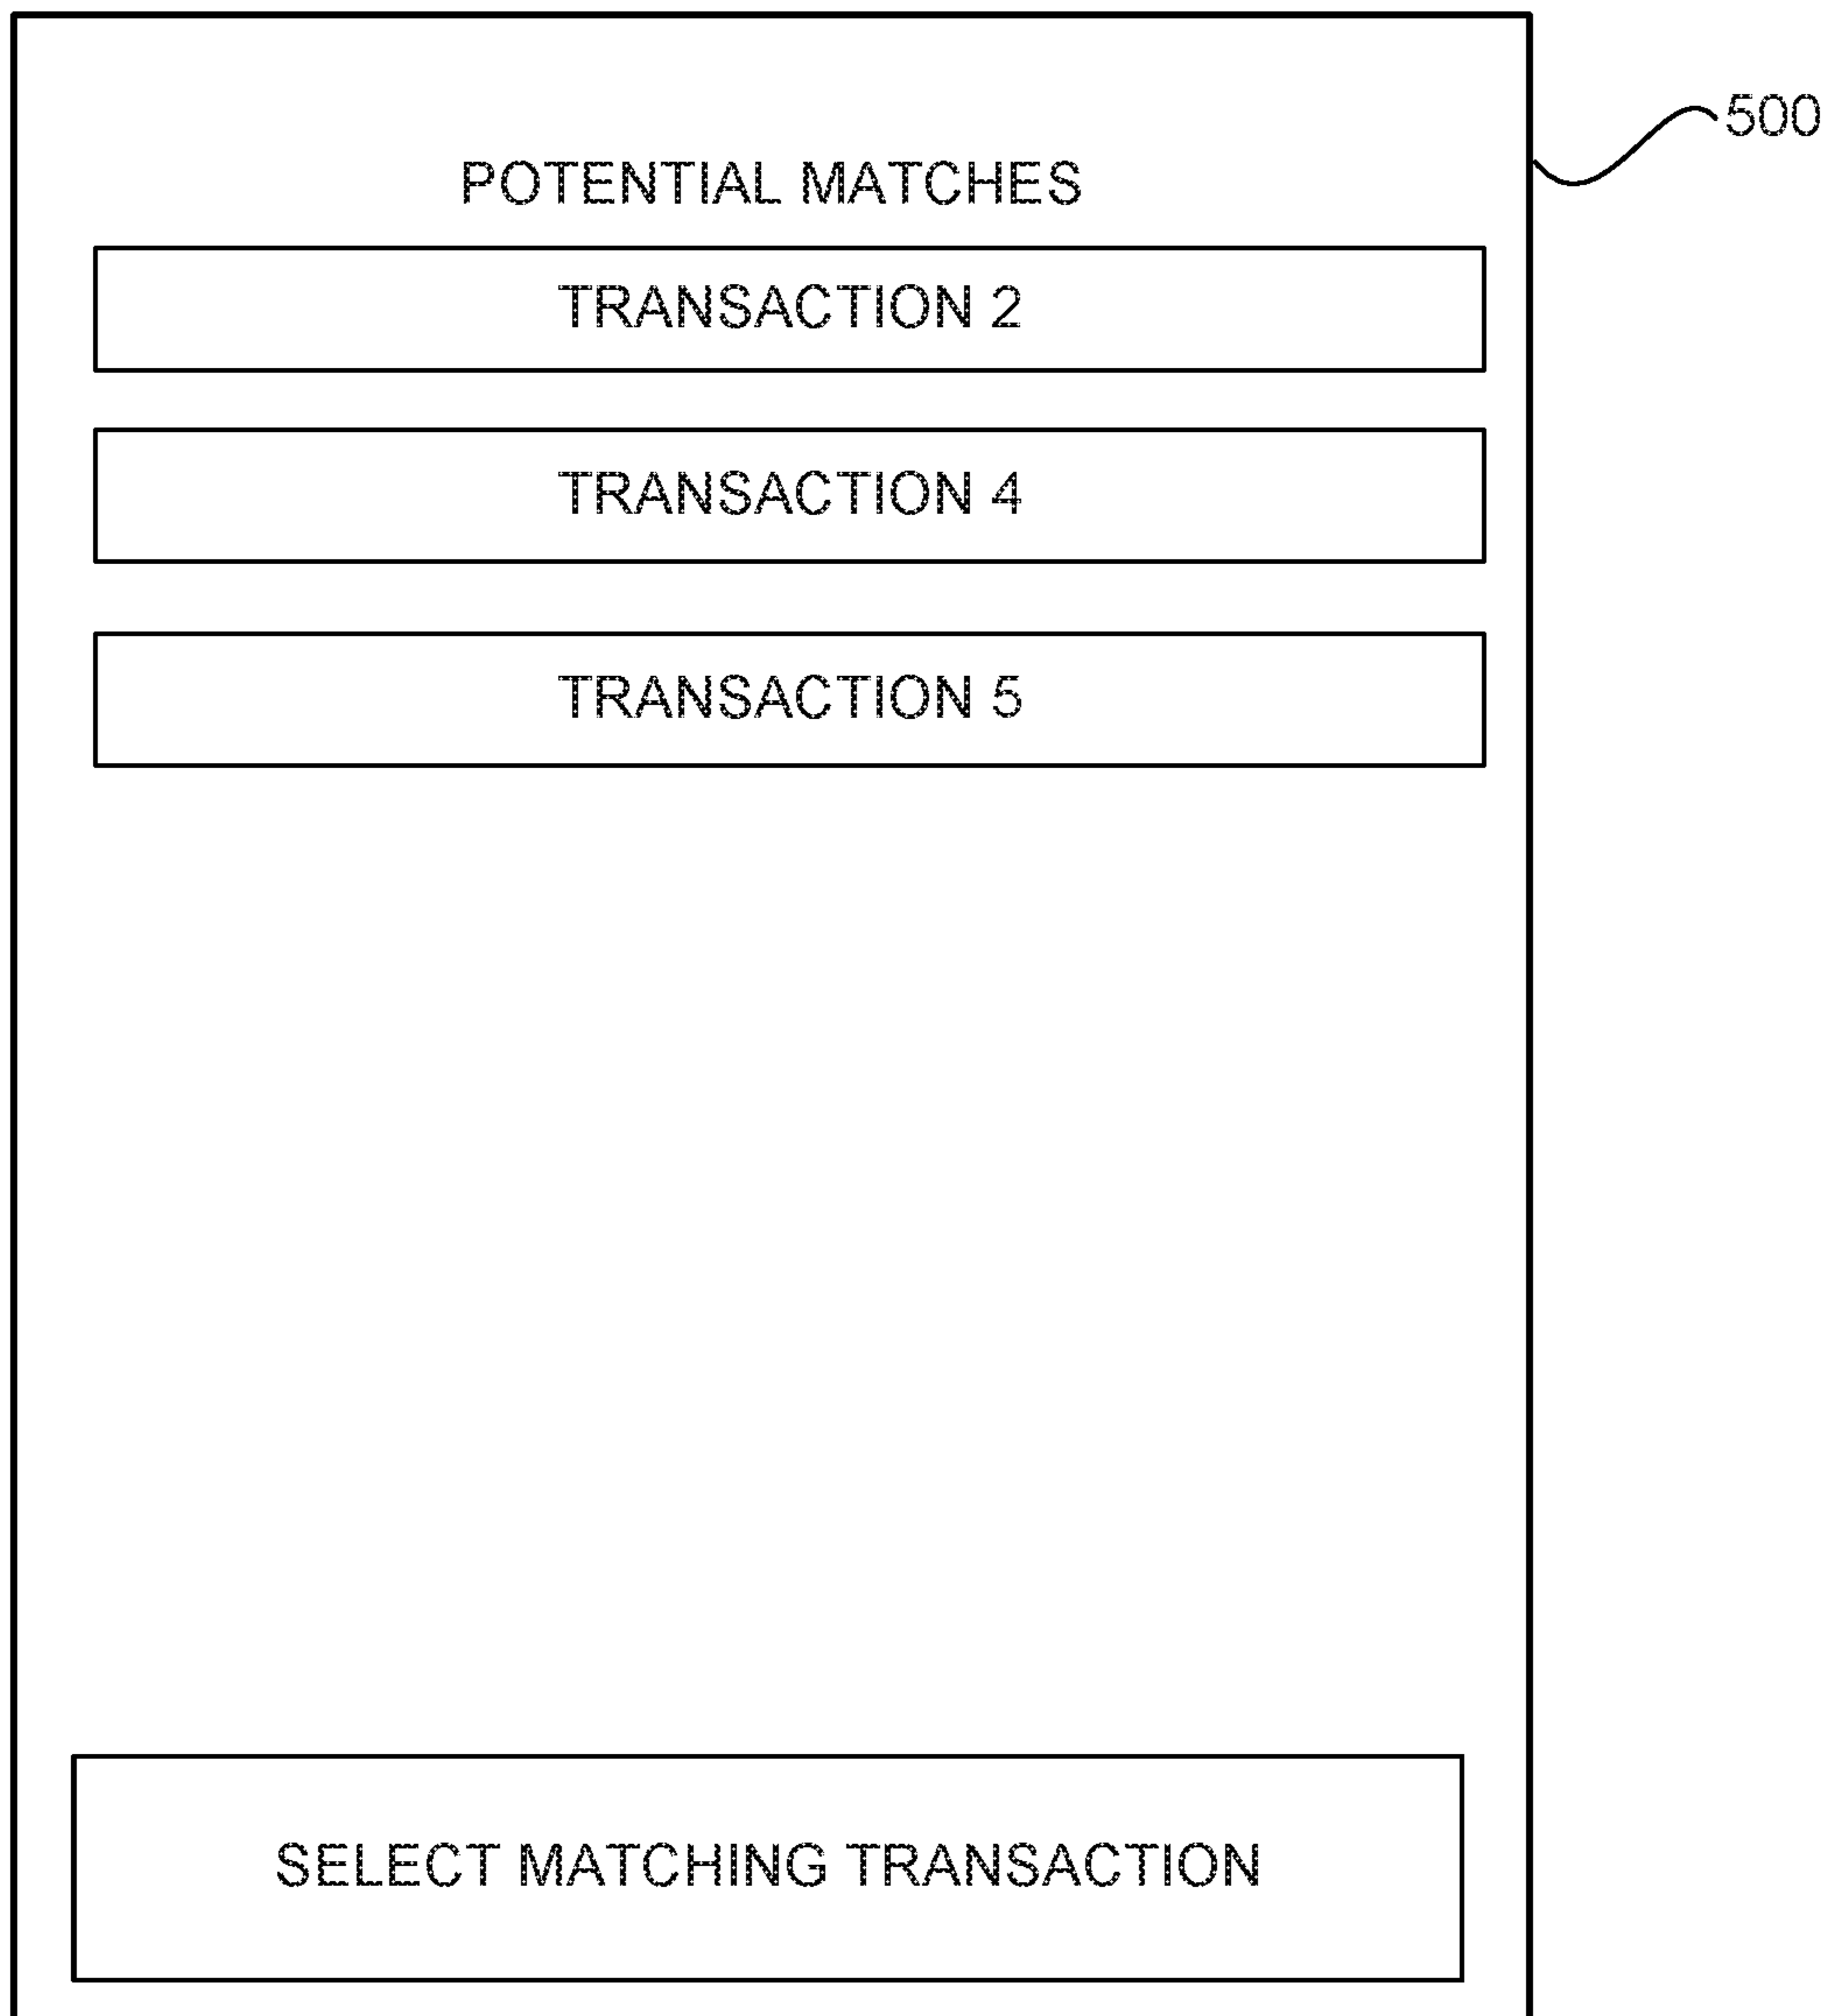 500
POTENTIAL MATCHES
TRANSACTION 2
TRANSACTION 4
TRANSACTION 5
SELECT MATCHING TRANSACTION